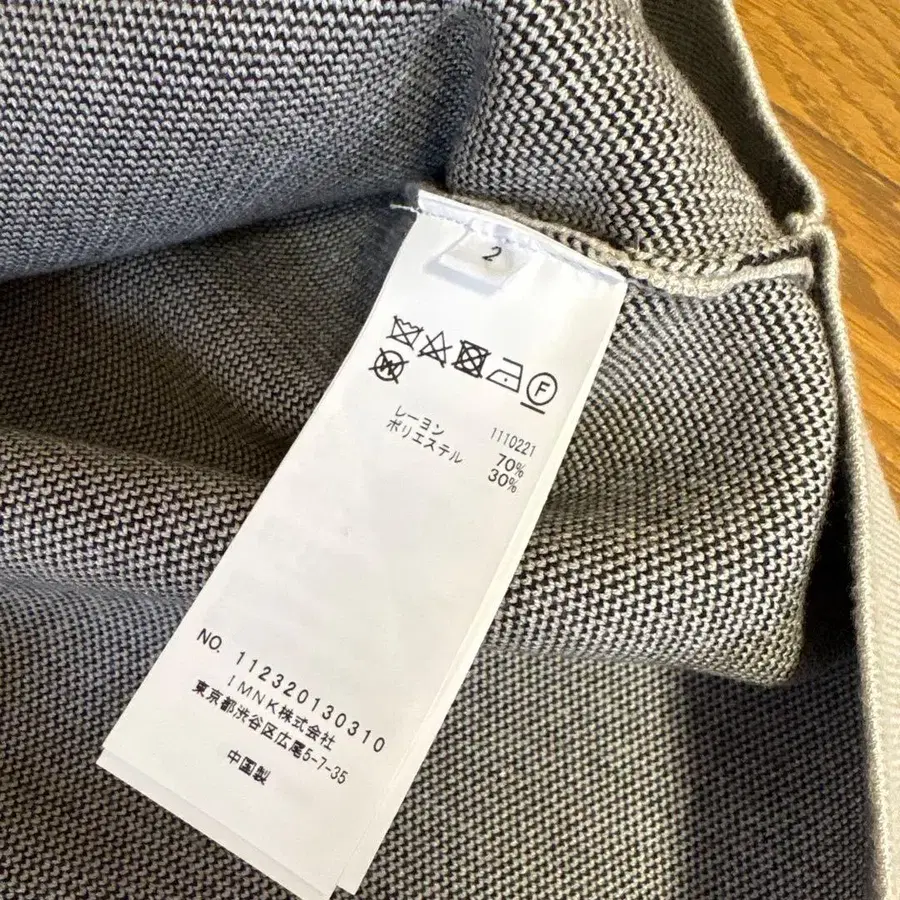 2
F
1110221
レーヨン 70%
ポリエステル 30%
NO. 112320130310
IMNK株式会社
東京都渋谷区広尾5-7-35
中国製